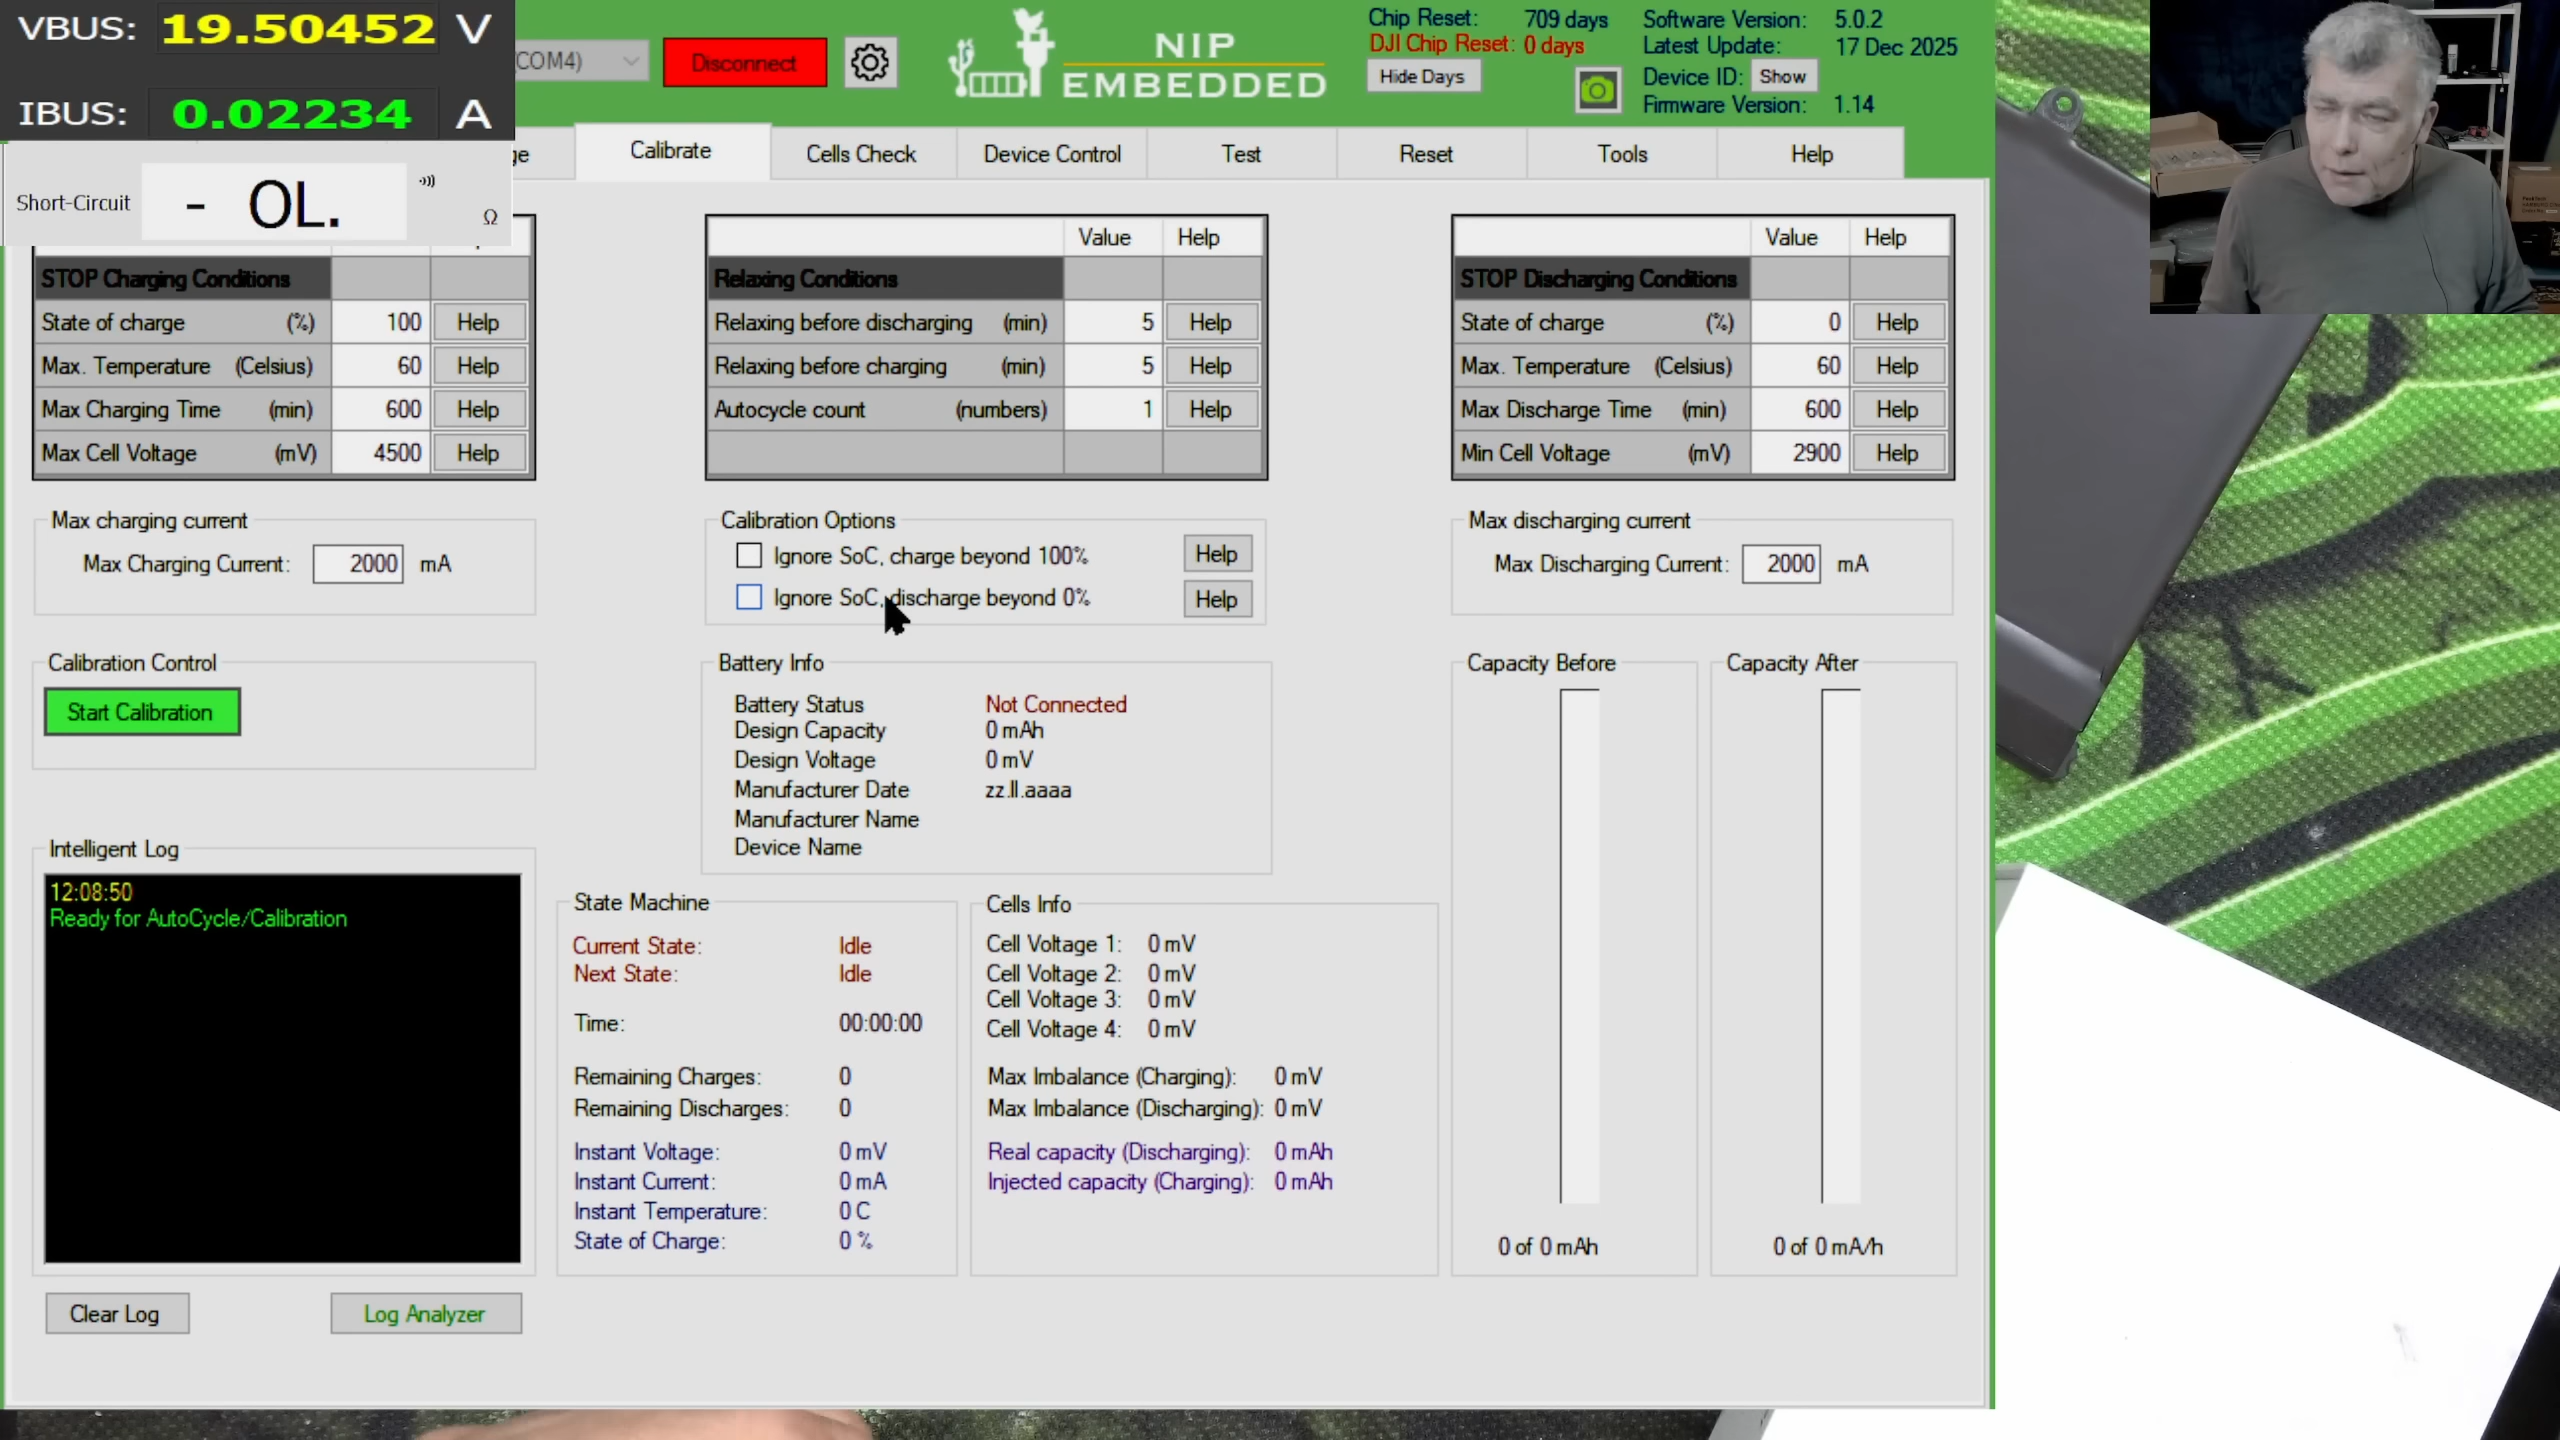 VBUS: 19.50452 V
IBUS: 0.02234 A
Short-Circuit - OL. Ω
COM4)
Disconnect
NIP
EMBEDDED
Chip Reset: 709 days
DJI Chip Reset: 0 days
Hide Days
Software Version: 5.0.2
Latest Update: 17 Dec 2025
Device ID: Show
Firmware Version: 1.14
ge
Calibrate
Cells Check
Device Control
Test
Reset
Tools
Help
STOP Charging Conditions
State of charge (%) 100 Help
Max. Temperature (Celsius) 60 Help
Max Charging Time (min) 600 Help
Max Cell Voltage (mV) 4500 Help
Value Help
Relaxing Conditions
Relaxing before discharging (min) 5 Help
Relaxing before charging (min) 5 Help
Autocycle count (numbers) 1 Help
Value Help
STOP Discharging Conditions
State of charge (%) 0 Help
Max. Temperature (Celsius) 60 Help
Max Discharge Time (min) 600 Help
Min Cell Voltage (mV) 2900 Help
Max charging current
Max Charging Current: 2000 mA
Calibration Options
Ignore SoC, charge beyond 100% Help
Ignore SoC, discharge beyond 0% Help
Max discharging current
Max Discharging Current: 2000 mA
Calibration Control
Start Calibration
Battery Info
Battery Status Not Connected
Design Capacity 0 mAh
Design Voltage 0 mV
Manufacturer Date zz.ll.aaaa
Manufacturer Name
Device Name
Capacity Before
0 of 0 mAh
Capacity After
0 of 0 mA/h
Intelligent Log
12:08:50
Ready for AutoCycle/Calibration
Clear Log
Log Analyzer
State Machine
Current State: Idle
Next State: Idle
Time: 00:00:00
Remaining Charges: 0
Remaining Discharges: 0
Instant Voltage: 0 mV
Instant Current: 0 mA
Instant Temperature: 0 C
State of Charge: 0 %
Cells Info
Cell Voltage 1: 0 mV
Cell Voltage 2: 0 mV
Cell Voltage 3: 0 mV
Cell Voltage 4: 0 mV
Max Imbalance (Charging): 0 mV
Max Imbalance (Discharging): 0 mV
Real capacity (Discharging): 0 mAh
Injected capacity (Charging): 0 mAh